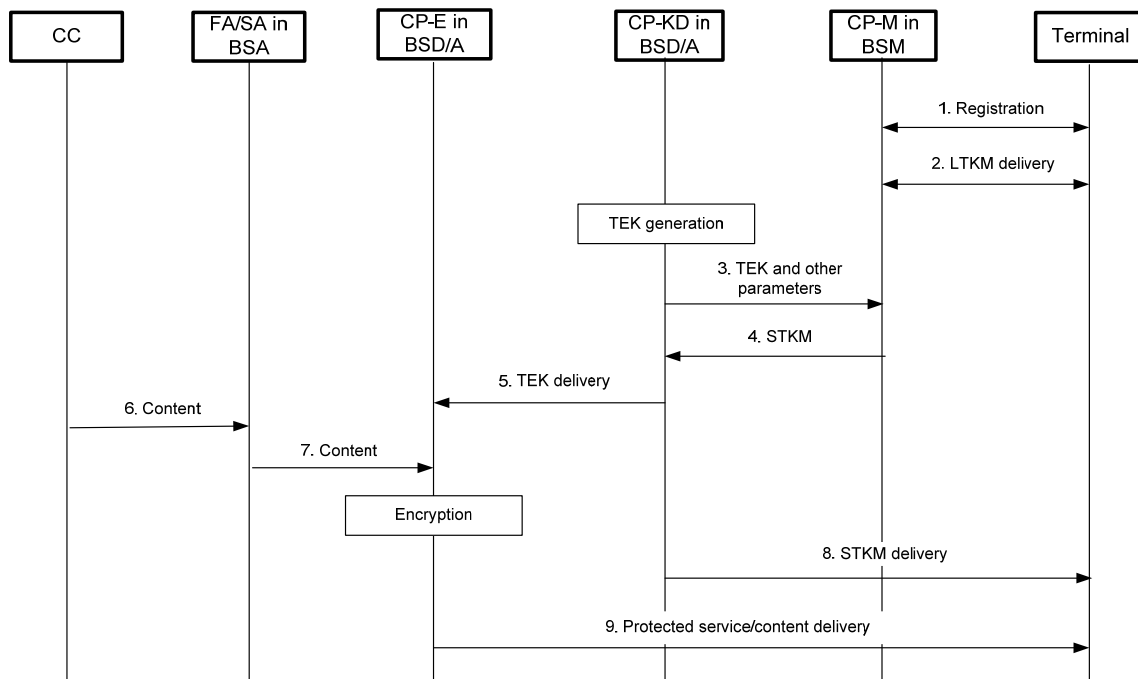 CC
FA/SA in
BSA
CP-E in
BSD/A
CP-KD in
BSD/A
CP-M in
BSM
Terminal
1. Registration
2. LTKM delivery
TEK generation
3. TEK and other
parameters
4. STKM
5. TEK delivery
6. Content
7. Content
Encryption
8. STKM delivery
9. Protected service/content delivery